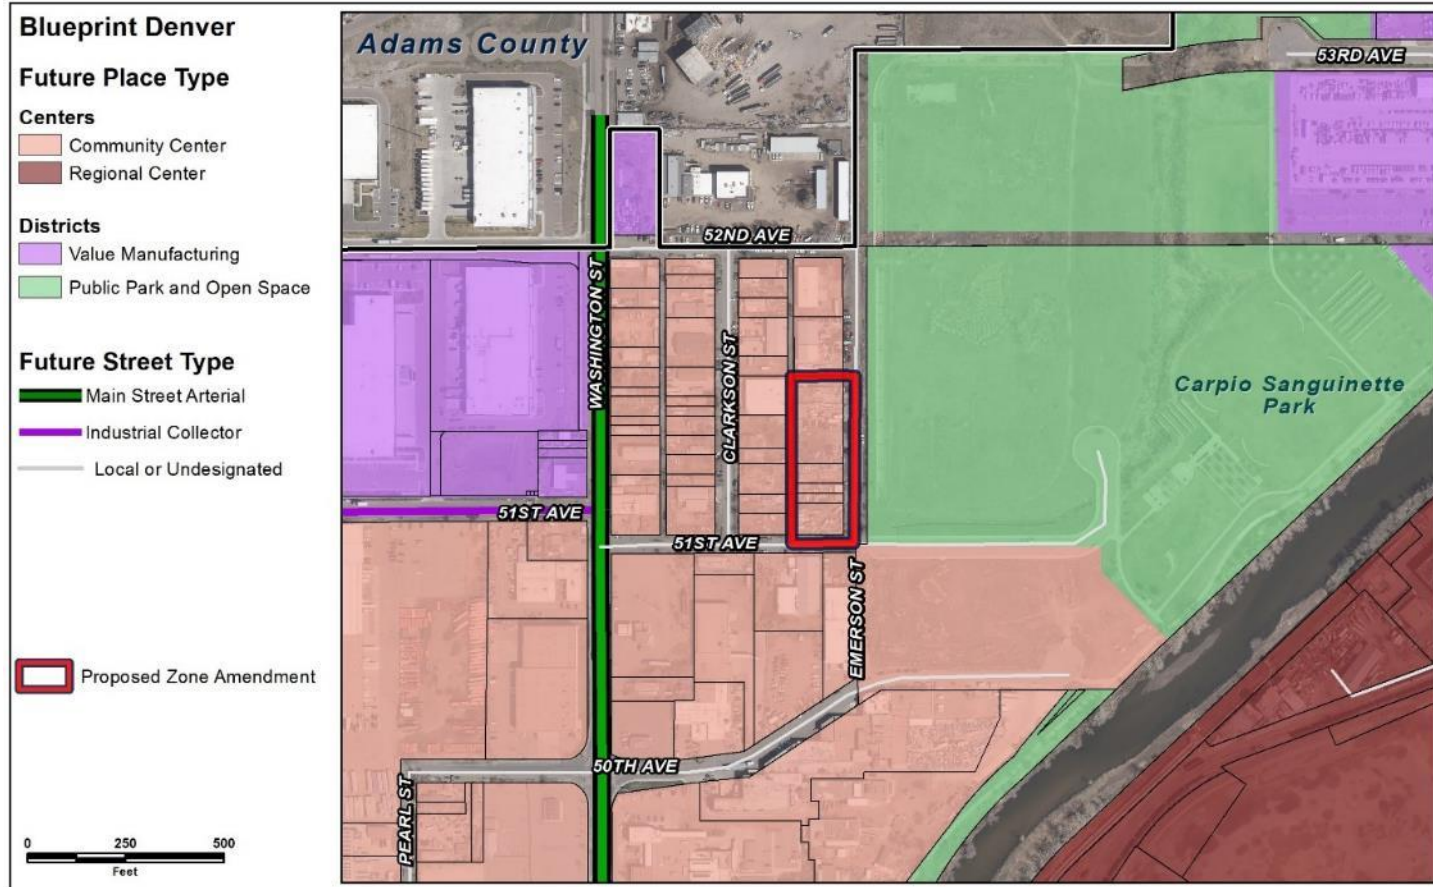 Blueprint Denver
Future Place Type
Centers
Community Center
Regional Center
Districts
Value Manufacturing
Public Park and Open Space
Future Street Type
Main Street Arterial
Industrial Collector
Local or Undesignated
Proposed Zone Amendment
0 250 500
Feet
Adams County
53RD AVE
52ND AVE
WASHINGTON ST
CLARKSON ST
Carpio Sanguinette
Park
51ST AVE
51ST AVE
EMERSON ST
50TH AVE
PEARL ST